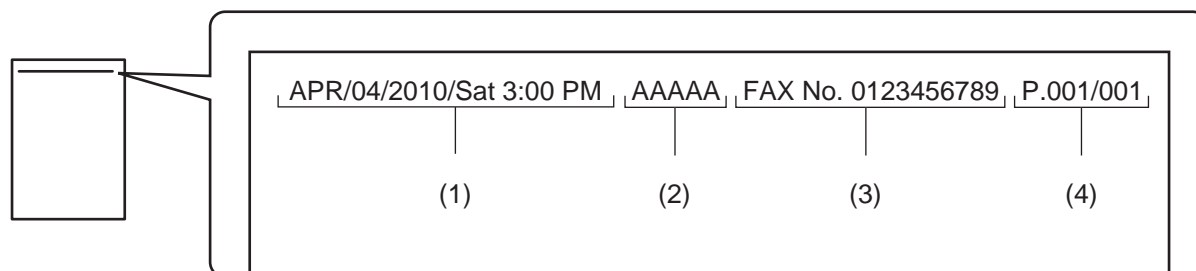 APR/04/2010/Sat 3:00 PM AAAAA FAX No. 0123456789 P.001/001
(1) (2) (3) (4)